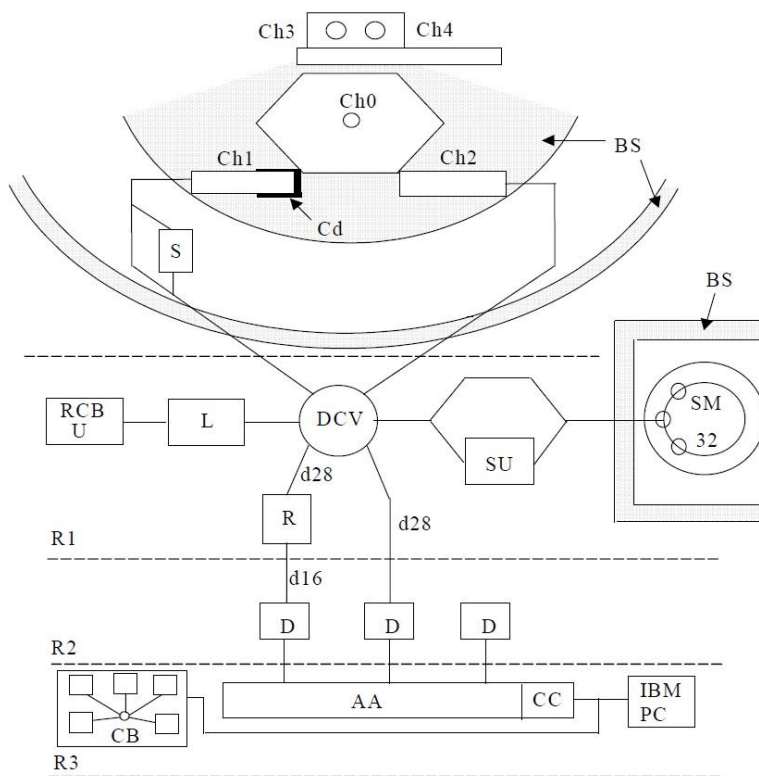 Ch3
Ch4
Ch0
BS
Ch1
Ch2
Cd
S
BS
RCB
U
L
DCV
SU
SM
32
d28
R
d28
R1
d16
D
D
D
R2
AA
CC
IBM
PC
CB
R3